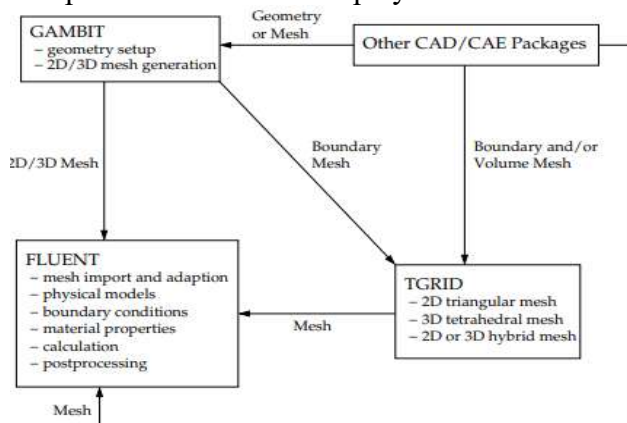 Geometry
or Mesh
GAMBIT
– geometry setup
– 2D/3D mesh generation
Other CAD/CAE Packages
2D/3D Mesh
Boundary
Mesh
Boundary and/or
Volume Mesh
FLUENT
– mesh import and adaption
– physical models
– boundary conditions
– material properties
– calculation
– postprocessing
Mesh
TGRID
– 2D triangular mesh
– 3D tetrahedral mesh
– 2D or 3D hybrid mesh
Mesh